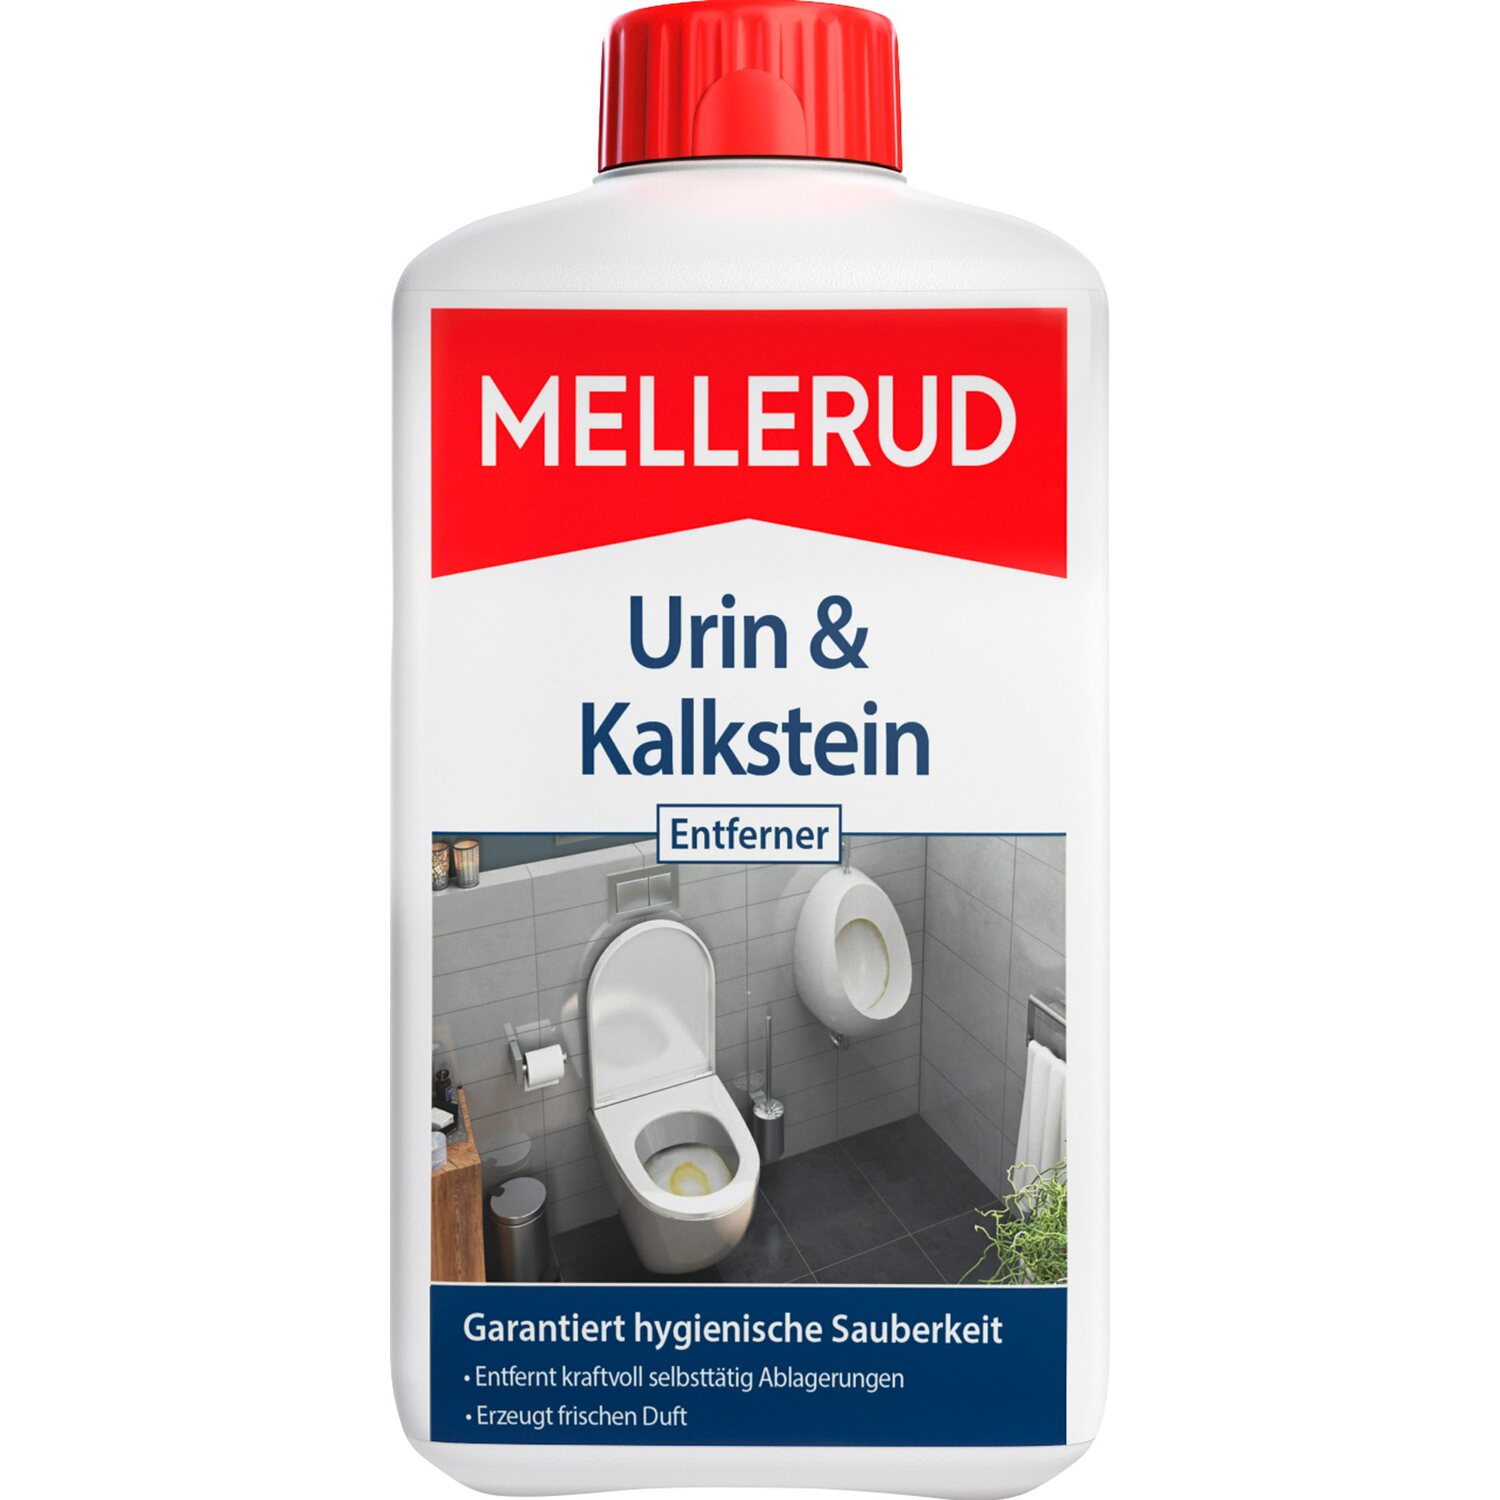 MELLERUD
Urin &
Kalkstein
Entferner
Garantiert hygienische Sauberkeit
• Entfernt kraftvoll selbsttätig Ablagerungen
• Erzeugt frischen Duft